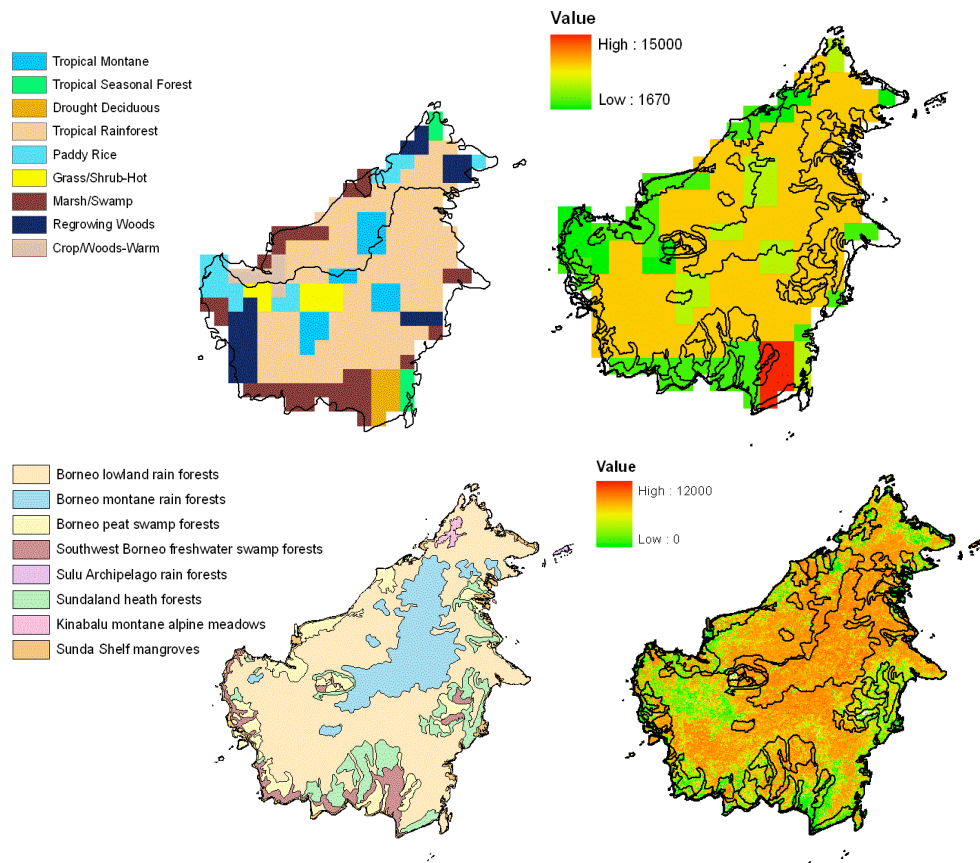 Tropical Montane
Tropical Seasonal Forest
Drought Deciduous
Tropical Rainforest
Paddy Rice
Grass/Shrub-Hot
Marsh/Swamp
Regrowing Woods
Crop/Woods-Warm
Value
High : 15000
Low : 1670
Borneo lowland rain forests
Borneo montane rain forests
Borneo peat swamp forests
Southwest Borneo freshwater swamp forests
Sulu Archipelago rain forests
Sundaland heath forests
Kinabalu montane alpine meadows
Sunda Shelf mangroves
Value
High : 12000
Low : 0